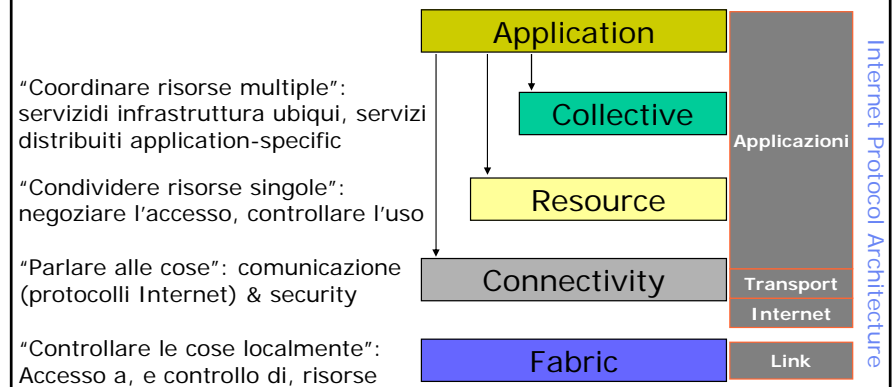 Application
"Coordinare risorse multiple":
servizidi infrastruttura ubiqui, servizi
distribuiti application-specific
Collective
Applicazioni
"Condividere risorse singole":
negoziare l'accesso, controllare l'uso
Resource
"Parlare alle cose": comunicazione
(protocolli Internet) & security
Connectivity
Transport
Internet
"Controllare le cose localmente":
Accesso a, e controllo di, risorse
Fabric
Link
Internet Protocol Architecture